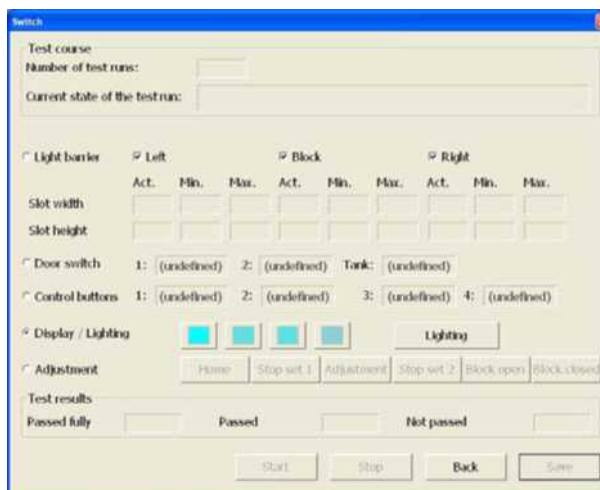 Switch
Test course
Number of test runs:
Current state of the test run:
Light barrier Left Block Right
Act. Min. Max. Act. Min. Max. Act. Min. Max.
Slot width
Slot height
Door switch 1: (undefined) 2: (undefined) Tank: (undefined)
Control buttons 1: (undefined) 2: (undefined) 3: (undefined) 4: (undefined)
Display / Lighting Lighting
Adjustment Home Stop set 1 Adjustment Stop set 2 Block open Block closed
Test results
Passed fully Passed Not passed
Start Stop Back Save